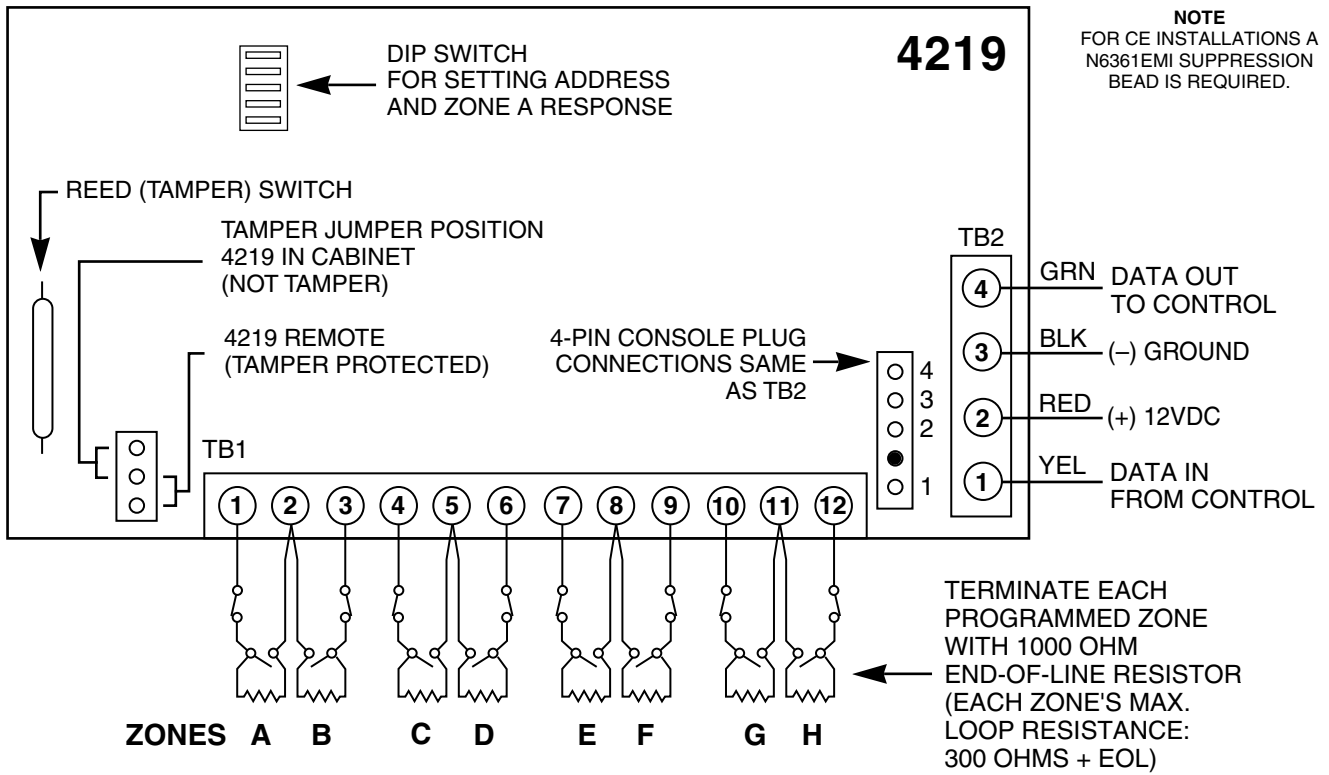 4219
NOTE
FOR CE INSTALLATIONS A
N6361EMI SUPPRESSION
BEAD IS REQUIRED.
DIP SWITCH
FOR SETTING ADDRESS
AND ZONE A RESPONSE
REED (TAMPER) SWITCH
TAMPER JUMPER POSITION
4219 IN CABINET
(NOT TAMPER)
4219 REMOTE
(TAMPER PROTECTED)
4-PIN CONSOLE PLUG
CONNECTIONS SAME
AS TB2
4
3
2
1
TB2
4 GRN DATA OUT
TO CONTROL
3 BLK (–) GROUND
2 RED (+) 12VDC
1 YEL DATA IN
FROM CONTROL
TB1
1 2 3 4 5 6 7 8 9 10 11 12
TERMINATE EACH
PROGRAMMED ZONE
WITH 1000 OHM
END-OF-LINE RESISTOR
(EACH ZONE'S MAX.
LOOP RESISTANCE:
300 OHMS + EOL)
ZONES A B C D E F G H